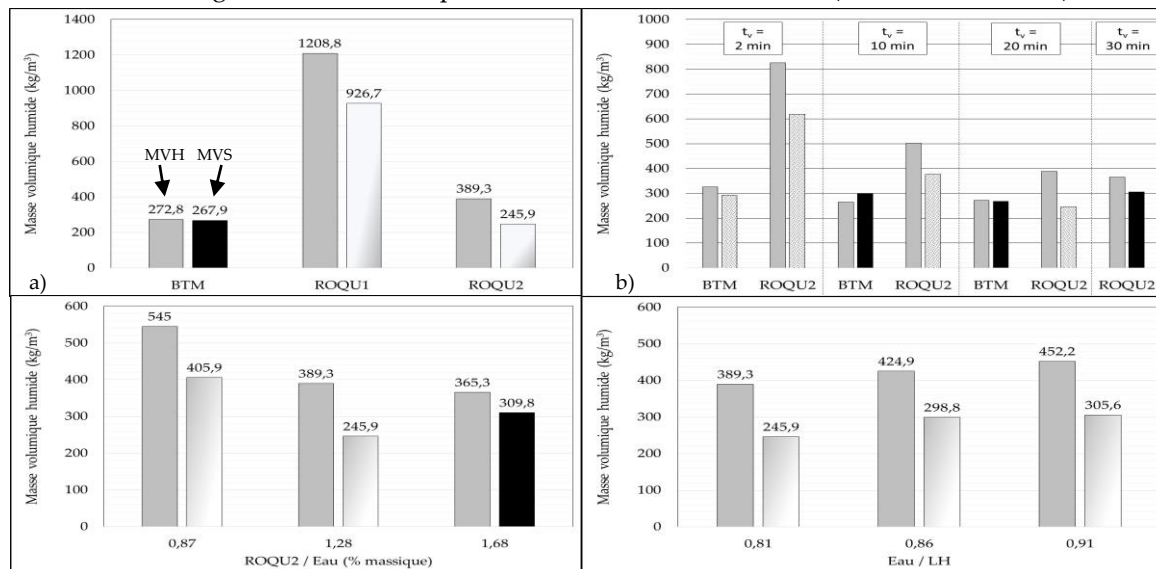 Masse volumique humide (kg/m³)
1400
1200
1000
800
600
400
200
0
1208,8
926,7
MVH MVS
272,8 267,9
389,3
245,9
a)
BTM ROQU1 ROQU2
Masse volumique humide (kg/m³)
1000
900
800
700
600
500
400
300
200
100
0
tᵥ =
2 min
tᵥ =
10 min
tᵥ =
20 min
tᵥ =
30 min
b)
BTM ROQU2 BTM ROQU2 BTM ROQU2 ROQU2
Masse volumique humide (kg/m³)
600
500
400
300
200
100
0
545
405,9
389,3
245,9
365,3
309,8
0,87 1,28 1,68
ROQU2 / Eau (% massique)
Masse volumique humide (kg/m³)
600
500
400
300
200
100
0
389,3
245,9
424,9
298,8
452,2
305,6
0,81 0,86 0,91
Eau / LH